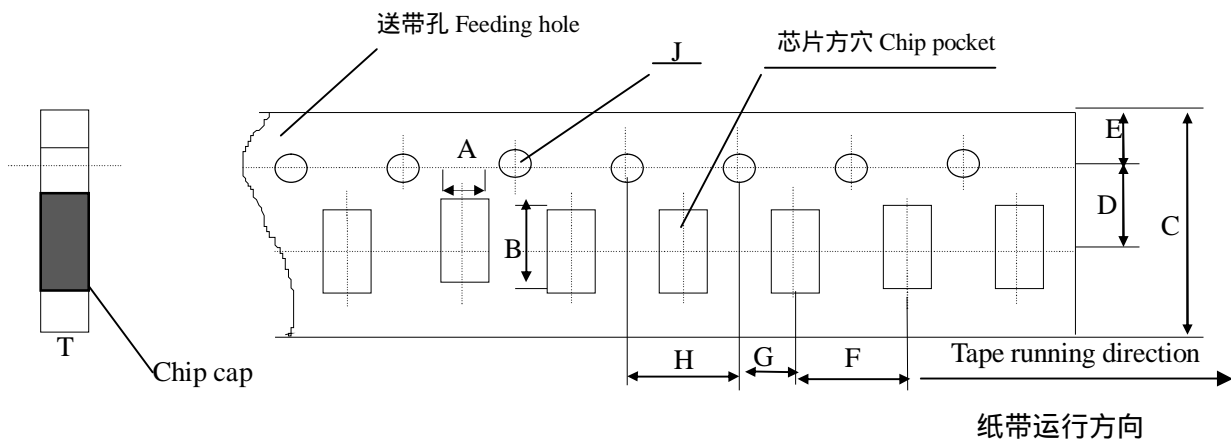 送带孔 Feeding hole
J
芯片方穴 Chip pocket
A
E
D
C
B
T
Chip cap
H
G
F
Tape running direction
纸带运行方向